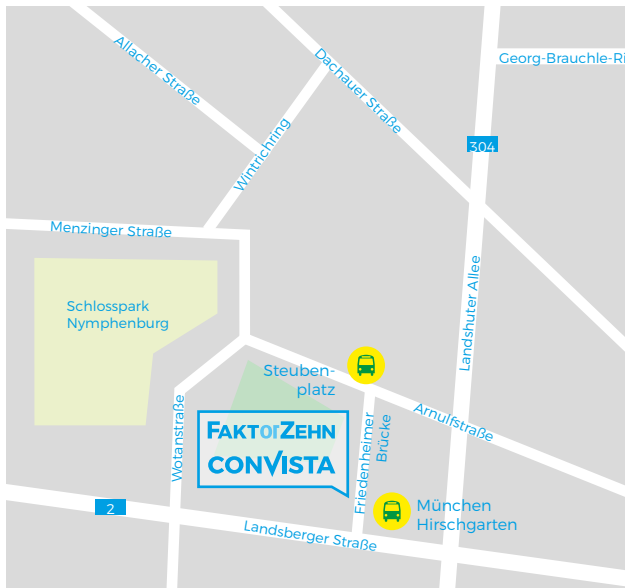 Allacher Straße
Dachauer Straße
Georg-Brauchle-Ri
304
Wintrichring
Menzinger Straße
Landshuter Allee
Schlosspark
Nymphenburg
Steuben-
platz
Arnulfstraße
Wotanstraße
FAKTorZEHN
CONVISTA
Friedenheimer
Brücke
2
München
Hirschgarten
Landsberger Straße